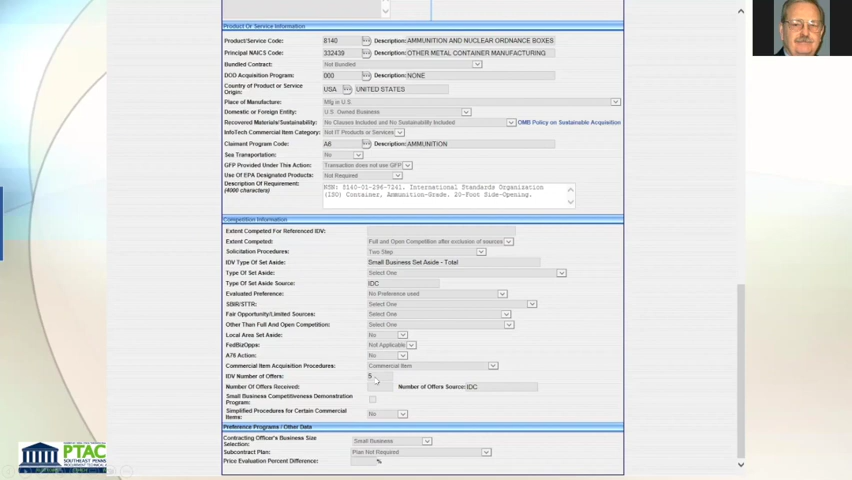 Product Or Service Information
Product/Service Code: 8140 Description: AMMUNITION AND NUCLEAR ORDNANCE BOXES
Principal NAICS Code: 332439 Description: OTHER METAL CONTAINER MANUFACTURING
Bundled Contract: Not Bundled
DOD Acquisition Program: 000 Description: NONE
Country of Product or Service Origin: USA UNITED STATES
Place of Manufacture: Mfg in U.S.
Domestic or Foreign Entity: U.S. Owned Business
Recovered Materials/Sustainability: No Clauses Included and No Sustainability Included OMB Policy on Sustainable Acquisition
InfoTech Commercial Item Category: Not IT Products or Services
Claimant Program Code: A6 Description: AMMUNITION
Sea Transportation: No
GFP Provided Under This Action: Transaction does not use GFP
Use Of EPA Designated Products: Not Required
Description Of Requirement: NSN: 8140-01-296-7241. International Standards Organization
(4000 characters) (ISO) Container, Ammunition-Grade. 20-Foot Side-Opening.
Competition Information
Extent Competed For Referenced IDV:
Extent Competed: Full and Open Competition after exclusion of sources
Solicitation Procedures: Two Step
IDV Type Of Set Aside: Small Business Set Aside - Total
Type Of Set Aside: Select One
Type Of Set Aside Source: IDC
Evaluated Preference: No Preference used
SBIR/STTR: Select One
Fair Opportunity/Limited Sources: Select One
Other Than Full And Open Competition: Select One
Local Area Set Aside: No
FedBizOpps: Not Applicable
A76 Action: No
Commercial Item Acquisition Procedures: Commercial Item
IDV Number Of Offers: 5
Number Of Offers Received: Number Of Offers Source: IDC
Small Business Competitiveness Demonstration
Program:
Simplified Procedures for Certain Commercial
Items: No
Preference Programs / Other Data
Contracting Officer's Business Size
Selection: Small Business
Subcontract Plan: Plan Not Required
Price Evaluation Percent Difference: %
PTAC
SOUTHEAST PENNA